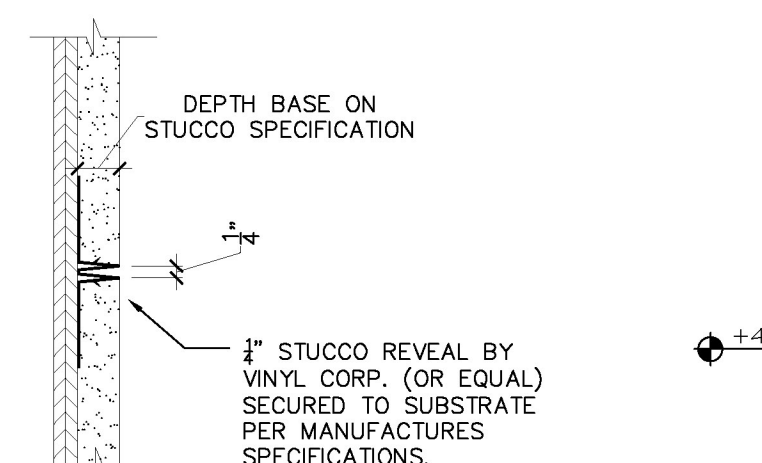 DEPTH BASE ON
STUCCO SPECIFICATION
1/4"
1/4" STUCCO REVEAL BY
VINYL CORP. (OR EQUAL)
SECURED TO SUBSTRATE
PER MANUFACTURES
SPECIFICATIONS.
+4